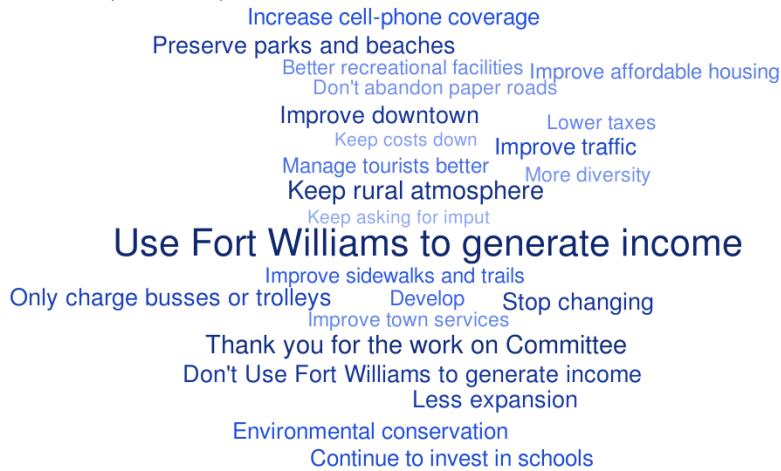 Increase cell-phone coverage
Preserve parks and beaches
Better recreational facilities
Improve affordable housing
Don't abandon paper roads
Improve downtown
Lower taxes
Keep costs down
Improve traffic
Manage tourists better
More diversity
Keep rural atmosphere
Keep asking for imput
Use Fort Williams to generate income
Improve sidewalks and trails
Only charge busses or trolleys
Develop
Stop changing
Improve town services
Thank you for the work on Committee
Don't Use Fort Williams to generate income
Less expansion
Environmental conservation
Continue to invest in schools